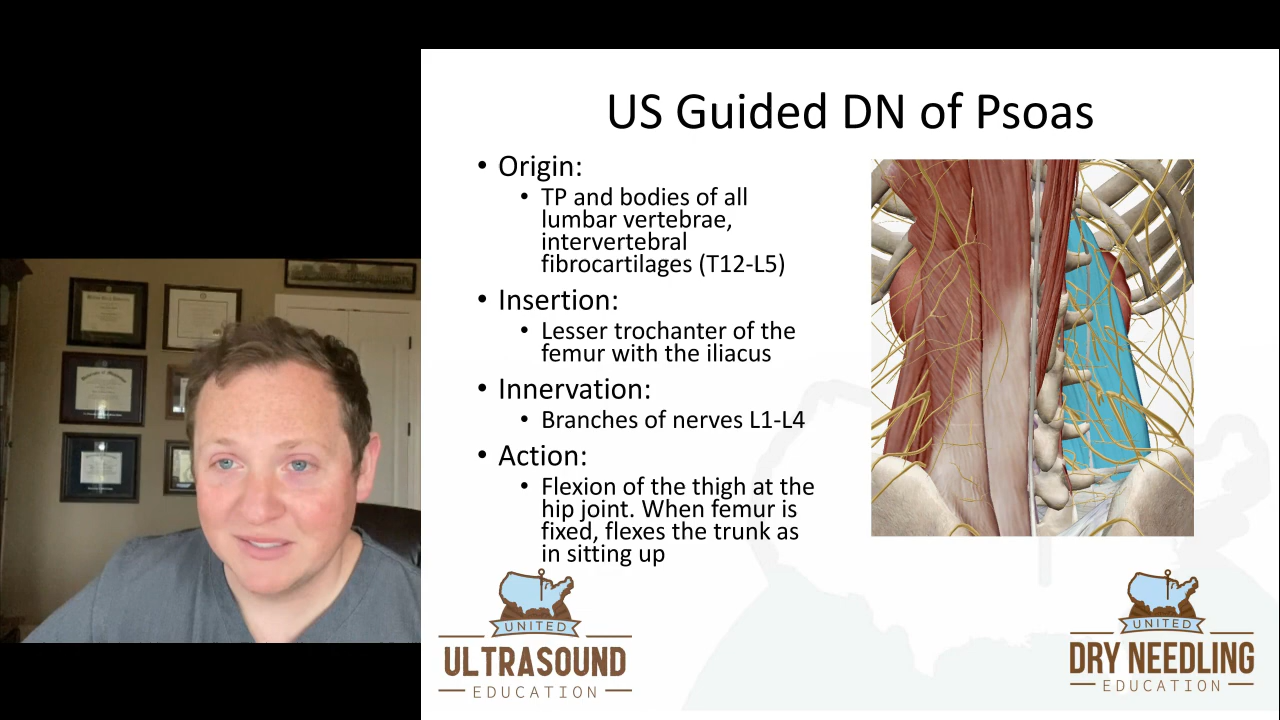 US Guided DN of Psoas
• Origin:
• TP and bodies of all
lumbar vertebrae,
intervertebral
fibrocartilages (T12-L5)
• Insertion:
• Lesser trochanter of the
femur with the iliacus
• Innervation:
• Branches of nerves L1-L4
• Action:
• Flexion of the thigh at the
hip joint. When femur is
fixed, flexes the trunk as
in sitting up
UNITED
ULTRASOUND
EDUCATION
UNITED
DRY NEEDLING
EDUCATION